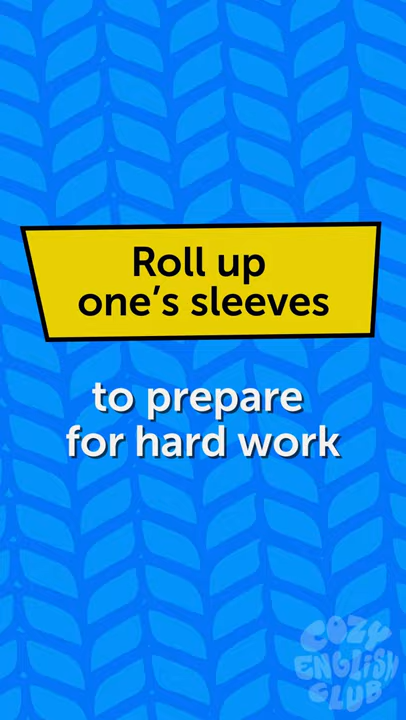 Roll up
one’s sleeves
to prepare
for hard work
COZY
ENGLISH
CLUB